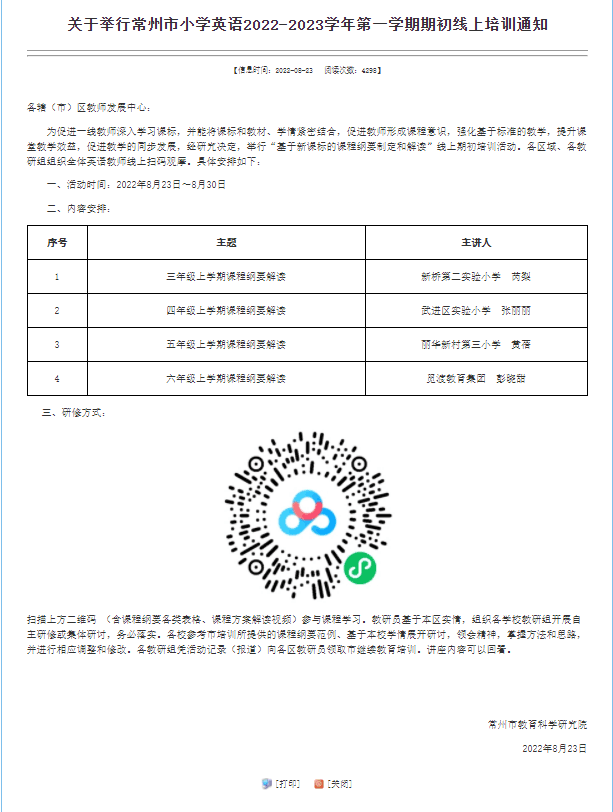 关于举行常州市小学英语2022-2023学年第一学期期初线上培训通知
【信息时间：2022-08-23 阅读次数：4298】
各辖（市）区教师发展中心：
为促进一线教师深入学习课标，并能将课标和教材、学情紧密结合，促进教师形成课程意识，强化基于标准的教学，提升课
堂教学效益，促进教学的同步发展，经研究决定，举行“基于新课标的课程纲要制定和解读”线上期初培训活动。各区域、各教
研组组织全体英语教师线上扫码观摩。具体安排如下：
一、活动时间：2022年8月23日～8月30日
二、内容安排：
序号 主题 主讲人
1 三年级上学期课程纲要解读 新桥第二实验小学 芮梨
2 四年级上学期课程纲要解读 武进区实验小学 张丽丽
3 五年级上学期课程纲要解读 丽华新村第三小学 黄蓓
4 六年级上学期课程纲要解读 觅渡教育集团 彭晓甜
三、研修方式：
扫描上方二维码 （含课程纲要各类表格、课程方案解读视频）参与课程学习。教研员基于本区实情，组织各学校教研组开展自
主研修或集体研讨，务必落实。各校参考市培训所提供的课程纲要范例、基于本校学情展开研讨，领会精神，掌握方法和思路，
并进行相应调整和修改。各教研组凭活动记录（报道）向各区教研员领取市继续教育培训。讲座内容可以回看。
常州市教育科学研究院
2022年8月23日
[打印] [关闭]